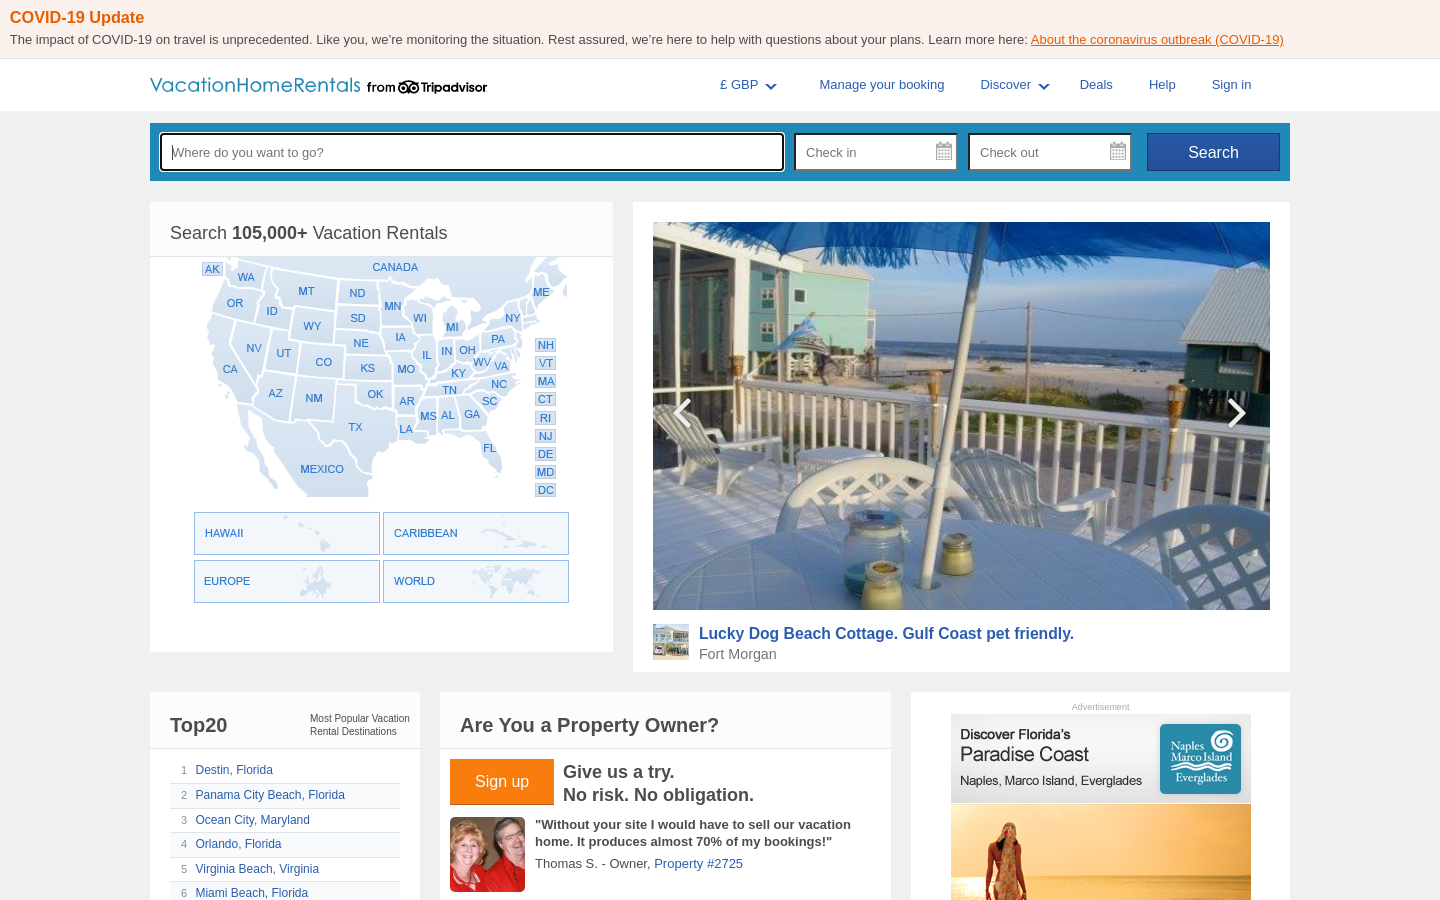 COVID-19 Update
The impact of COVID-19 on travel is unprecedented. Like you, we're monitoring the situation. Rest assured, we're here to help with questions about your plans. Learn more here: About the coronavirus outbreak (COVID-19)
VacationHomeRentals from Tripadvisor
£ GBP
Manage your booking
Discover
Deals
Help
Sign in
Where do you want to go?
Check in
Check out
Search
Search 105,000+ Vacation Rentals
AK
WA
CANADA
MT
ND
ME
OR
ID
MN
WY
SD
WI
MI
NY
NV
UT
NE
IA
PA
NH
CA
CO
IL
IN
OH
WV
VA
VT
KS
MO
KY
MA
AZ
NM
OK
AR
TN
NC
CT
SC
MS
AL
GA
RI
TX
LA
NJ
FL
DE
MEXICO
MD
DC
HAWAII
CARIBBEAN
EUROPE
WORLD
Lucky Dog Beach Cottage. Gulf Coast pet friendly.
Fort Morgan
Top20
Most Popular Vacation
Rental Destinations
1 Destin, Florida
2 Panama City Beach, Florida
3 Ocean City, Maryland
4 Orlando, Florida
5 Virginia Beach, Virginia
6 Miami Beach, Florida
Are You a Property Owner?
Sign up
Give us a try.
No risk. No obligation.
"Without your site I would have to sell our vacation
home. It produces almost 70% of my bookings!"
Thomas S. - Owner, Property #2725
Advertisement
Discover Florida's
Paradise Coast
Naples, Marco Island, Everglades
Naples
Marco Island
Everglades